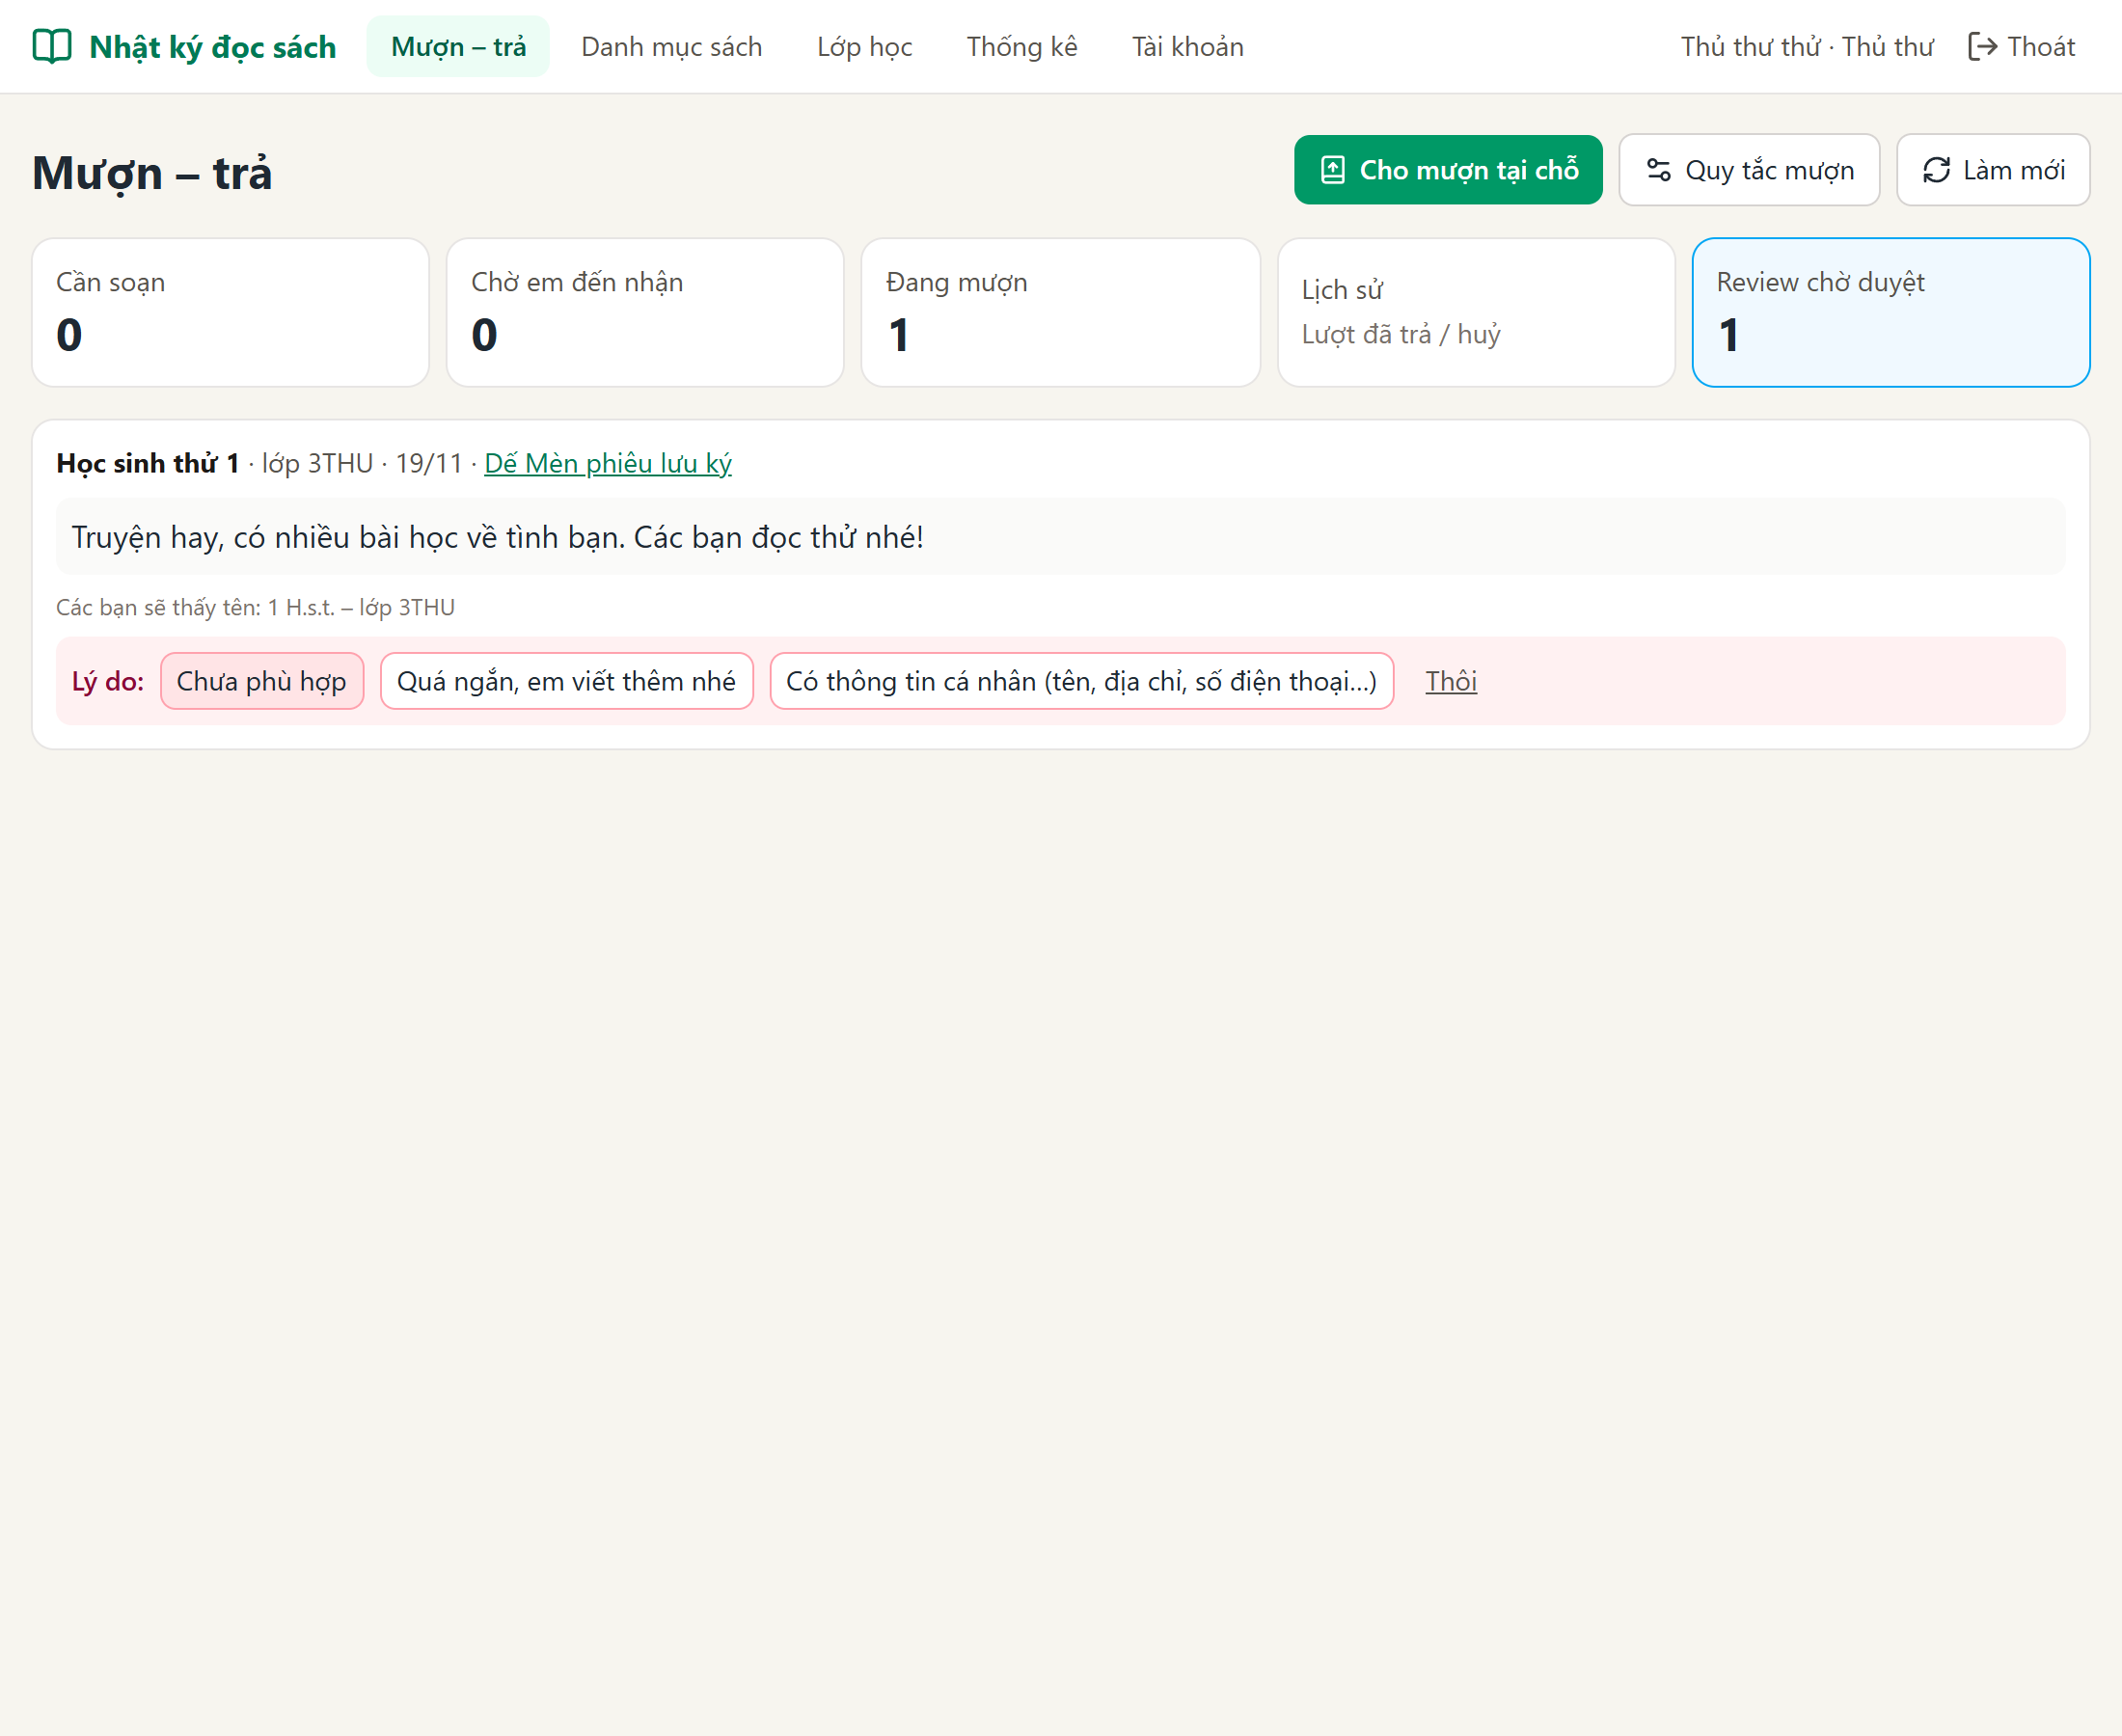 Nhật ký đọc sách Mượn – trả Danh mục sách Lớp học Thống kê Tài khoản Thủ thư thử · Thủ thư Thoát
Mượn – trả Cho mượn tại chỗ Quy tắc mượn Làm mới
Cần soạn
0
Chờ em đến nhận
0
Đang mượn
1
Lịch sử
Lượt đã trả / huỷ
Review chờ duyệt
1
Học sinh thử 1 · lớp 3THU · 19/11 · Dế Mèn phiêu lưu ký
Truyện hay, có nhiều bài học về tình bạn. Các bạn đọc thử nhé!
Các bạn sẽ thấy tên: 1 H.s.t. – lớp 3THU
Lý do: Chưa phù hợp Quá ngắn, em viết thêm nhé Có thông tin cá nhân (tên, địa chỉ, số điện thoại...) Thôi